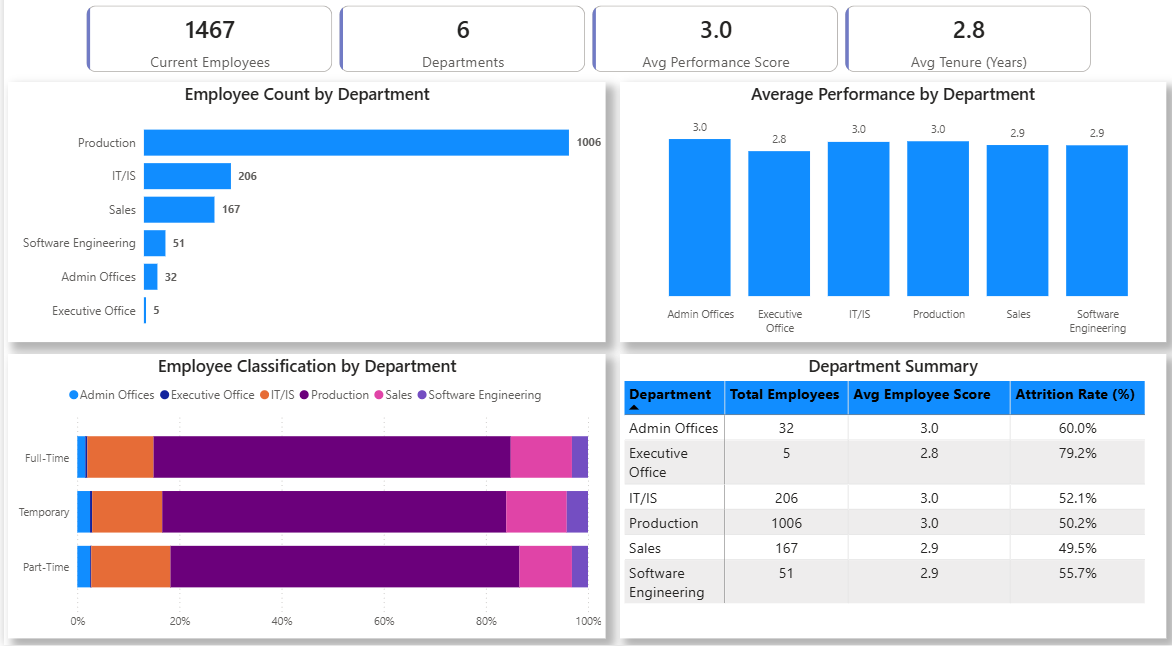 1467
Current Employees
6
Departments
3.0
Avg Performance Score
2.8
Avg Tenure (Years)
Employee Count by Department
Production 1006
IT/IS 206
Sales 167
Software Engineering 51
Admin Offices 32
Executive Office 5
Average Performance by Department
3.0 2.8 3.0 3.0 2.9 2.9
Admin Offices
Executive
Office
IT/IS
Production
Sales
Software
Engineering
Employee Classification by Department
Admin Offices Executive Office IT/IS Production Sales Software Engineering
Full-Time
Temporary
Part-Time
0% 20% 40% 60% 80% 100%
Department Summary
Department Total Employees Avg Employee Score Attrition Rate (%)
Admin Offices 32 3.0 60.0%
Executive 5 2.8 79.2%
Office
IT/IS 206 3.0 52.1%
Production 1006 3.0 50.2%
Sales 167 2.9 49.5%
Software 51 2.9 55.7%
Engineering